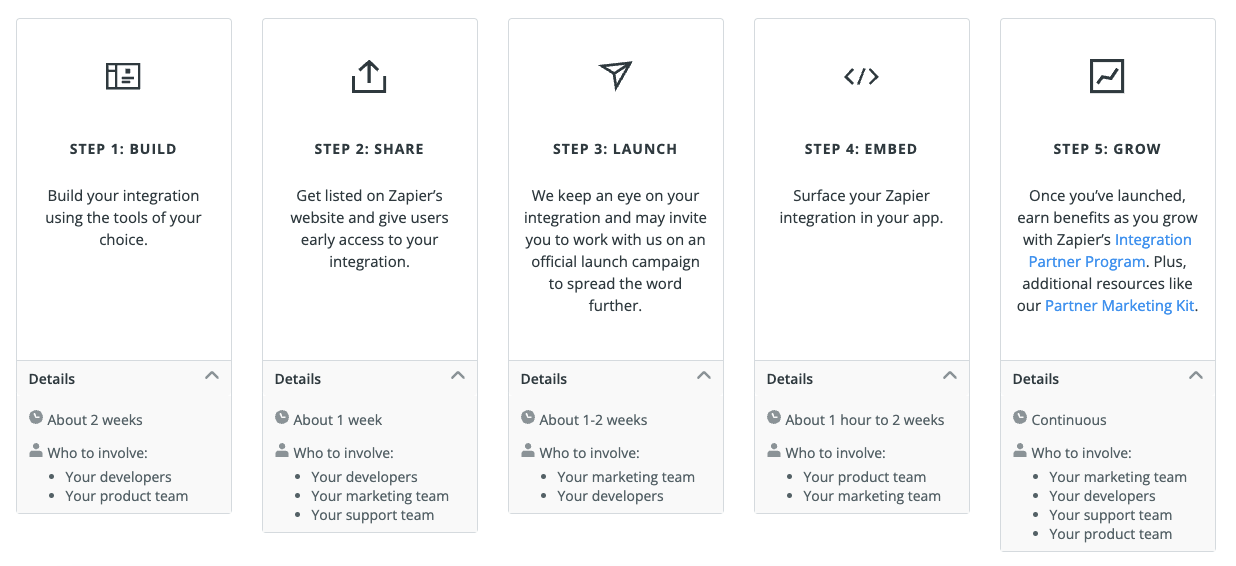 STEP 1: BUILD
Build your integration
using the tools of your
choice.
Details
About 2 weeks
Who to involve:
• Your developers
• Your product team
STEP 2: SHARE
Get listed on Zapier’s
website and give users
early access to your
integration.
Details
About 1 week
Who to involve:
• Your developers
• Your marketing team
• Your support team
STEP 3: LAUNCH
We keep an eye on your
integration and may invite
you to work with us on an
official launch campaign
to spread the word
further.
Details
About 1-2 weeks
Who to involve:
• Your marketing team
• Your developers
STEP 4: EMBED
Surface your Zapier
integration in your app.
Details
About 1 hour to 2 weeks
Who to involve:
• Your product team
• Your marketing team
STEP 5: GROW
Once you’ve launched,
earn benefits as you grow
with Zapier’s Integration
Partner Program. Plus,
additional resources like
our Partner Marketing Kit.
Details
Continuous
Who to involve:
• Your marketing team
• Your developers
• Your support team
• Your product team